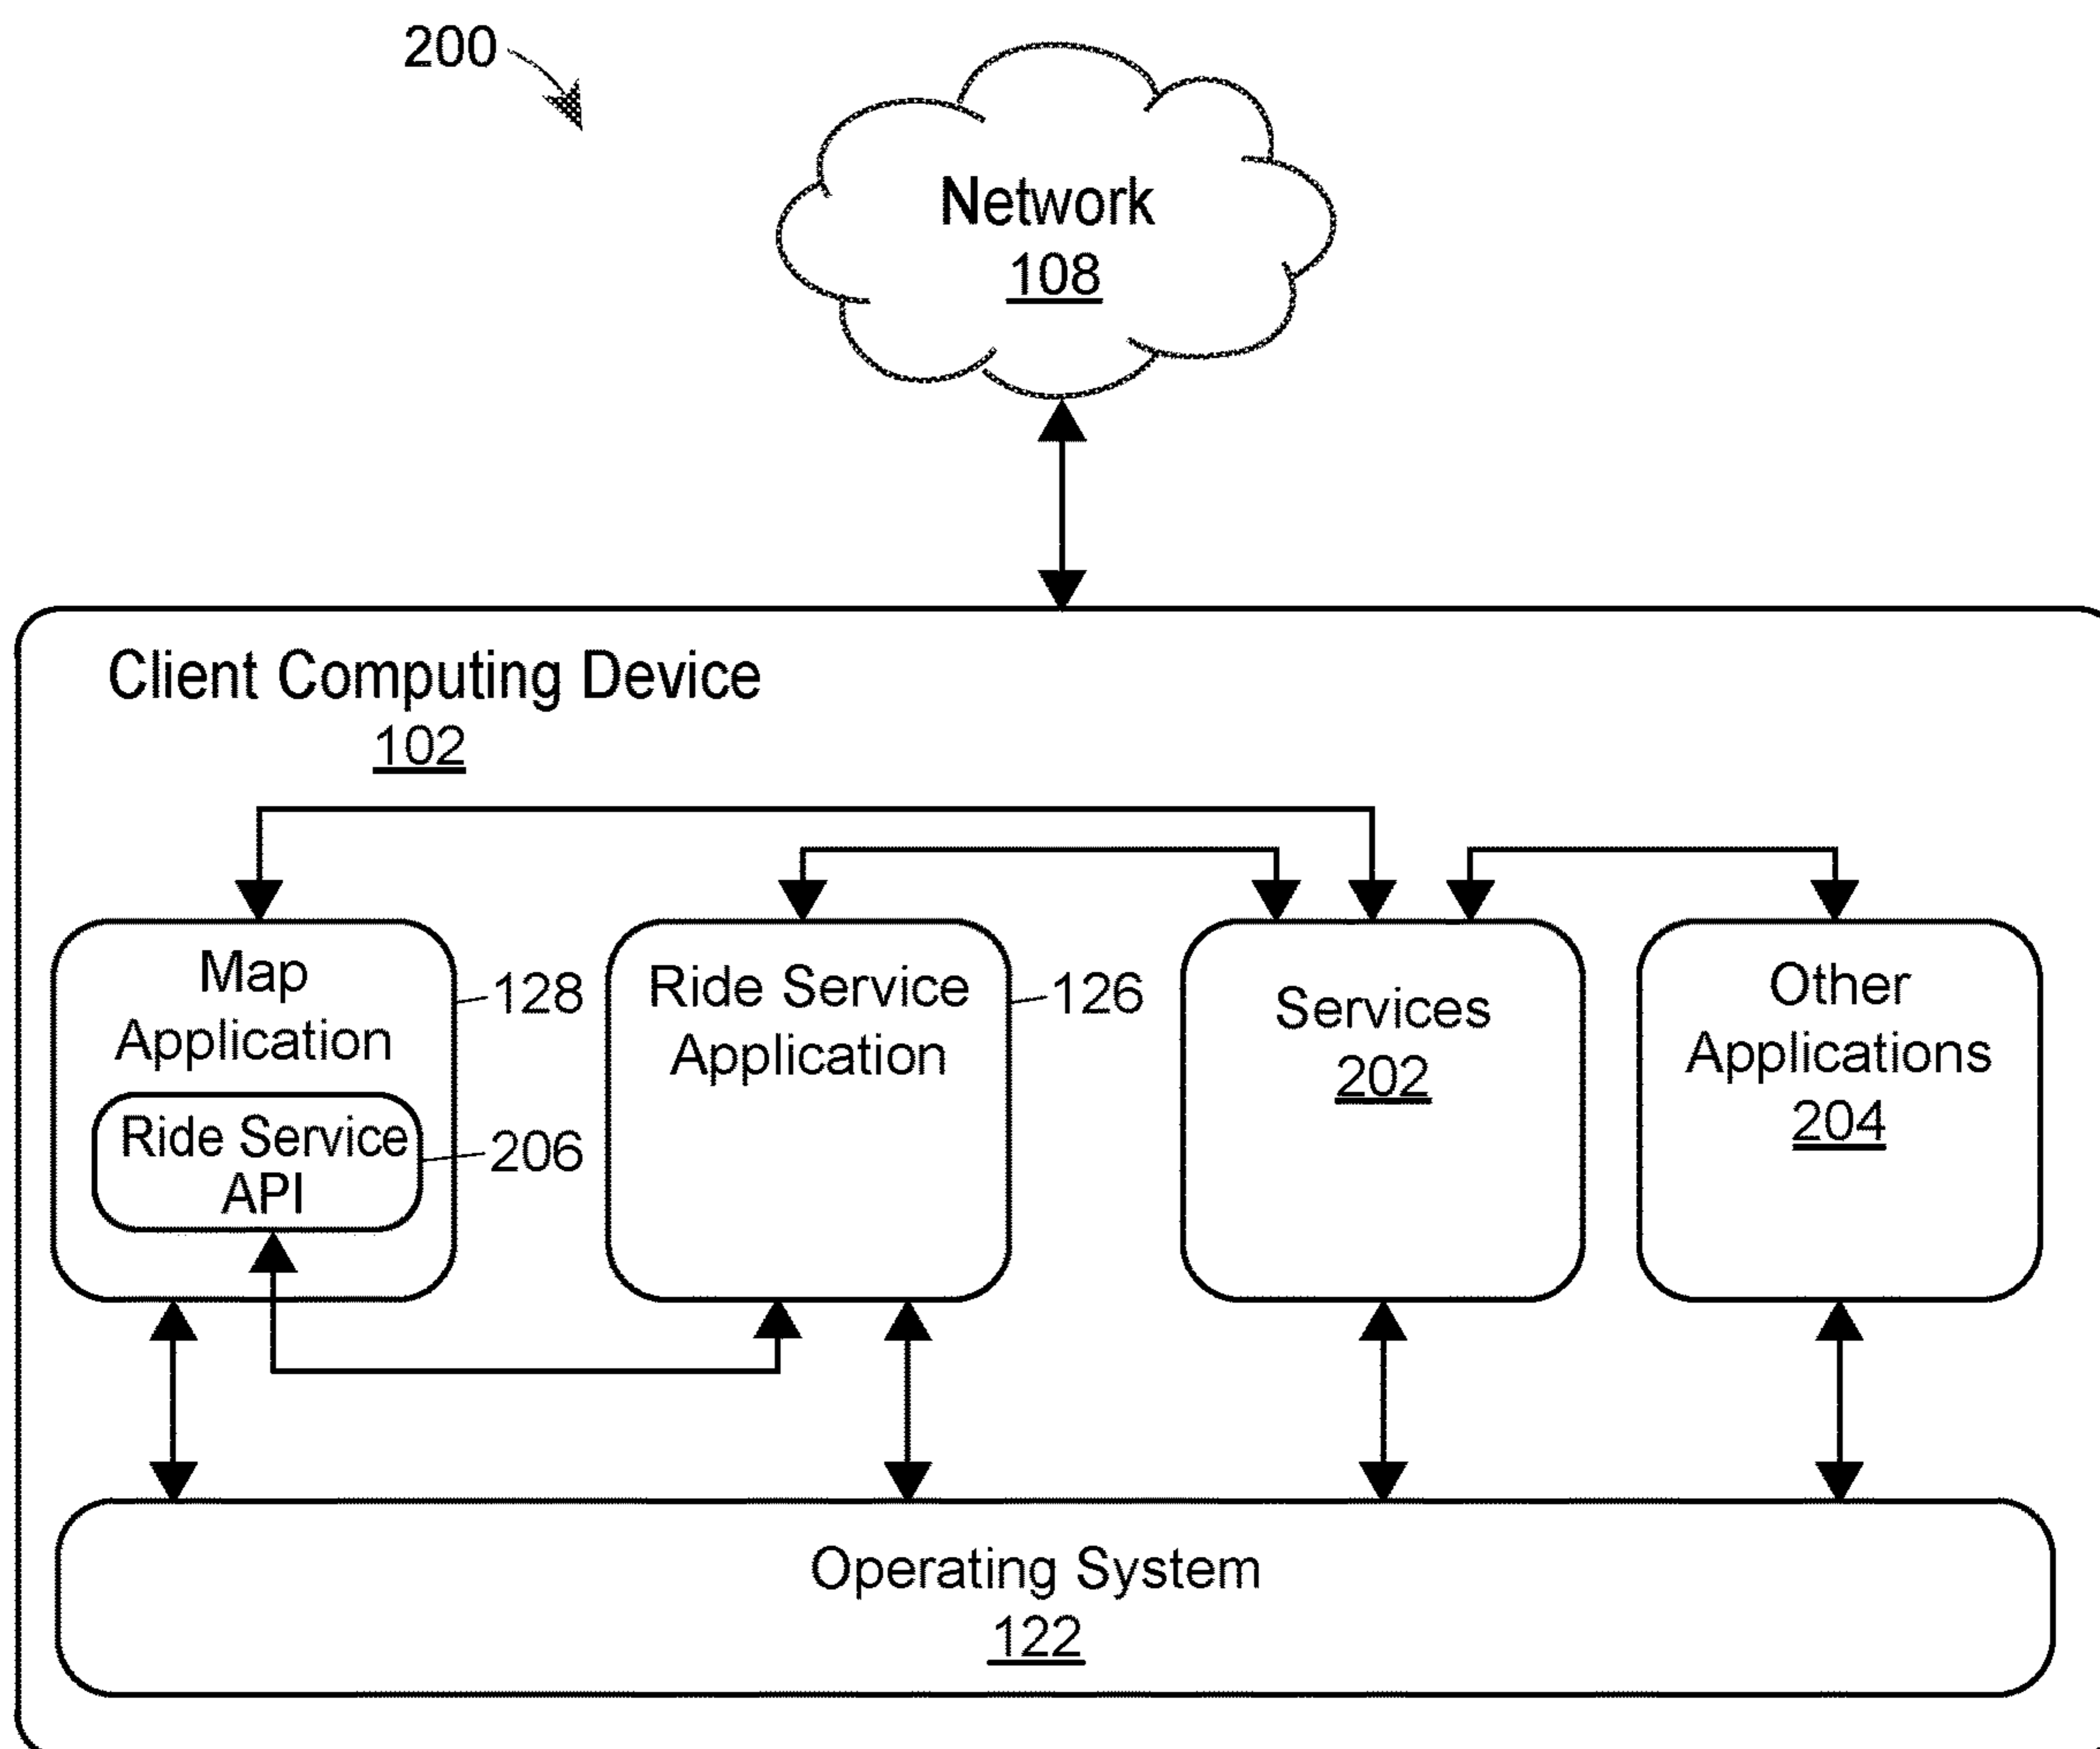 200
Network
108
Client Computing Device
102
Map
Application
128
Ride Service
API
206
Ride Service
Application
126
Services
202
Other
Applications
204
Operating System
122